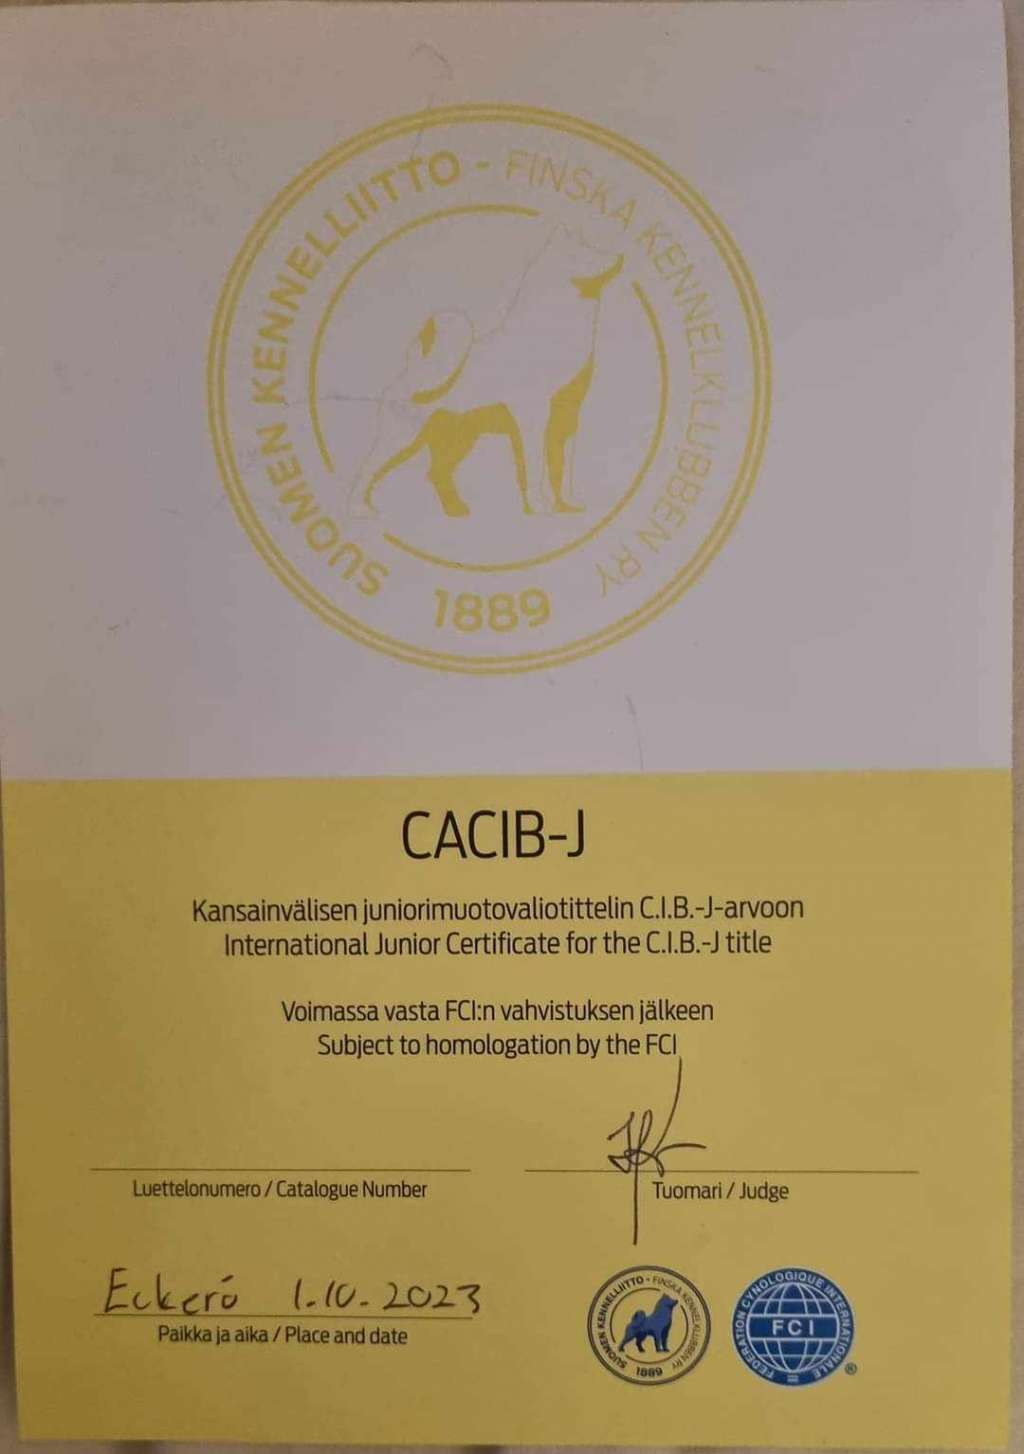 SUOMEN KENNELLIITTO - FINSKA KENNELKLUBBEN RY
1889
CACIB-J
Kansainvälisen juniorimuotovaliotittelin C.I.B.-J-arvoon
International Junior Certificate for the C.I.B.-J title
Voimassa vasta FCI:n vahvistuksen jälkeen
Subject to homologation by the FCI
Luettelonumero / Catalogue Number
Tuomari / Judge
Eckerö 1.10.2023
Paikka ja aika / Place and date
SUOMEN KENNELLIITTO - FINSKA KENNELKLUBBEN RY
1889
FEDERATION CYNOLOGIQUE INTERNATIONALE
FCI
®